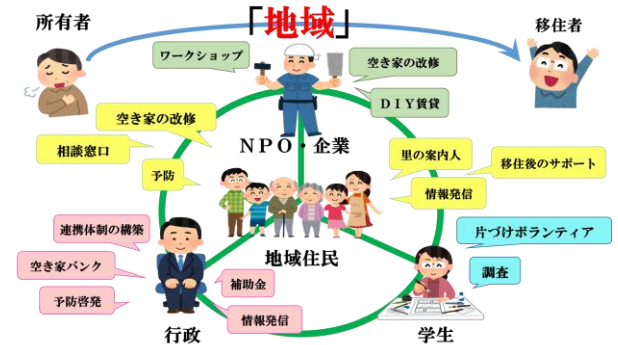 所有者
「地域」
移住者
ワークショップ
空き家の改修
DIY賃貸
空き家の改修
相談窓口
予防
NPO・企業
里の案内人
移住後のサポート
情報発信
連携体制の構築
空き家バンク
予防啓発
地域住民
補助金
情報発信
片づけボランティア
調査
行政
学生